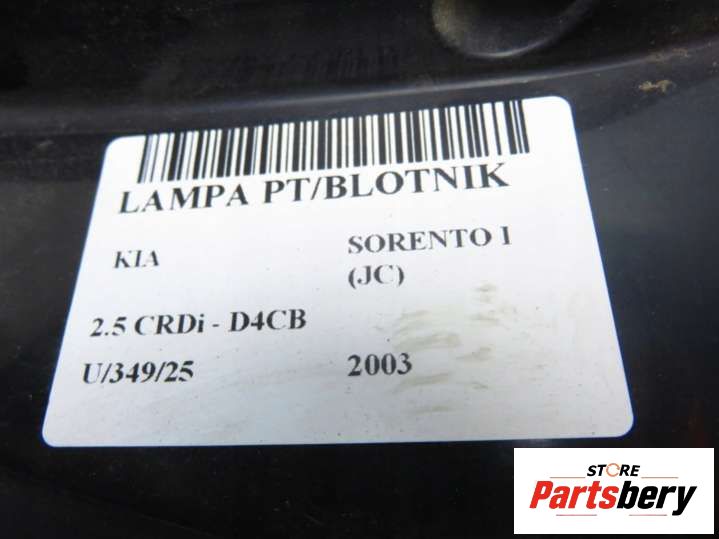 LAMPA PT/BLOTNIK
KIA
SORENTO I
(JC)
2.5 CRDi - D4CB
U/349/25
2003
STORE
Partsbery